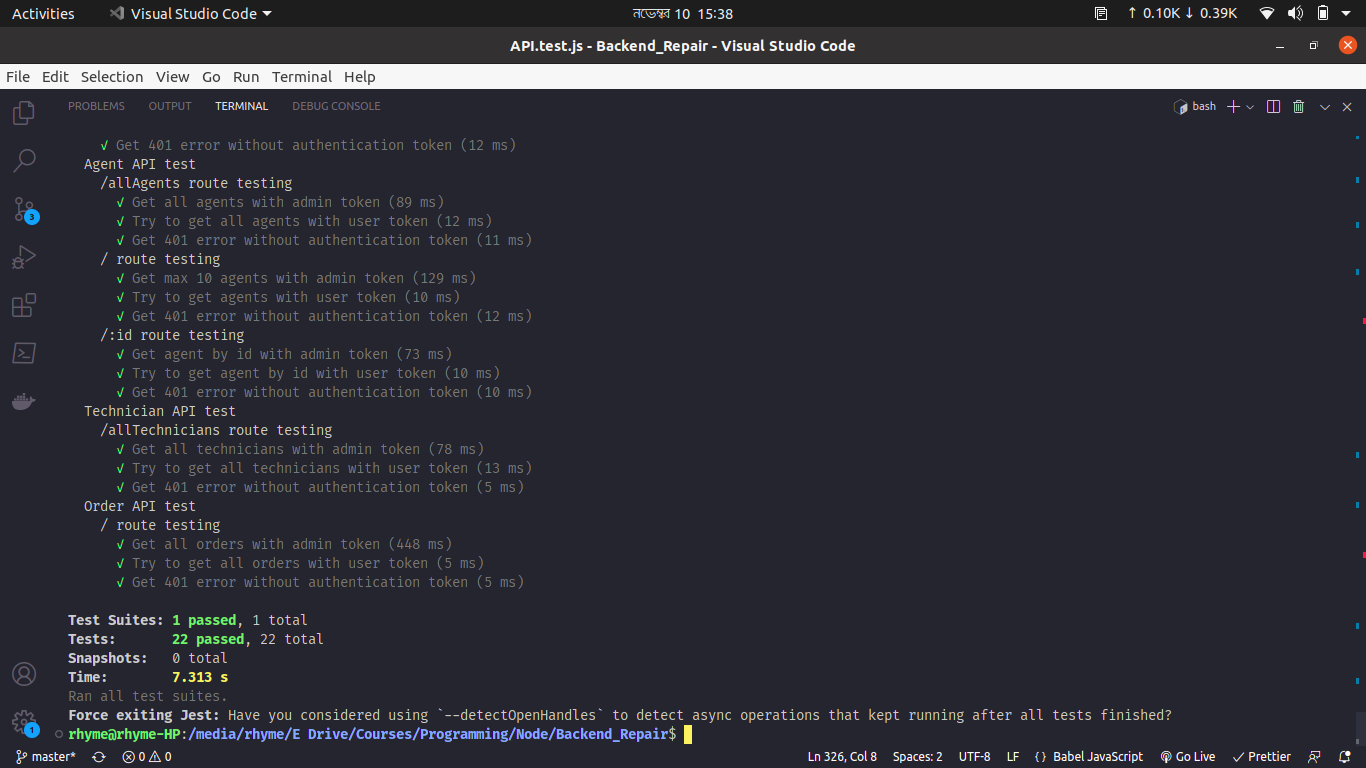 Activities Visual Studio Code নভেম্বর 10 15:38 ↑ 0.10K ↓ 0.39K
API.test.js - Backend_Repair - Visual Studio Code
File Edit Selection View Go Run Terminal Help
PROBLEMS OUTPUT TERMINAL DEBUG CONSOLE bash
√ Get 401 error without authentication token (12 ms)
Agent API test
/allAgents route testing
√ Get all agents with admin token (89 ms)
√ Try to get all agents with user token (12 ms)
3
√ Get 401 error without authentication token (11 ms)
/ route testing
√ Get max 10 agents with admin token (129 ms)
√ Try to get agents with user token (10 ms)
√ Get 401 error without authentication token (12 ms)
/:id route testing
√ Get agent by id with admin token (73 ms)
√ Try to get agent by id with user token (10 ms)
√ Get 401 error without authentication token (10 ms)
Technician API test
/allTechnicians route testing
√ Get all technicians with admin token (78 ms)
√ Try to get all technicians with user token (13 ms)
√ Get 401 error without authentication token (5 ms)
Order API test
/ route testing
√ Get all orders with admin token (448 ms)
√ Try to get all orders with user token (5 ms)
√ Get 401 error without authentication token (5 ms)
Test Suites: 1 passed, 1 total
Tests: 22 passed, 22 total
Snapshots: 0 total
Time: 7.313 s
Ran all test suites.
Force exiting Jest: Have you considered using `--detectOpenHandles` to detect async operations that kept running after all tests finished?
1
rhyme@rhyme-HP:/media/rhyme/E Drive/Courses/Programming/Node/Backend_Repair$
master* 0 0 Ln 326, Col 8 Spaces: 2 UTF-8 LF {} Babel JavaScript Go Live Prettier